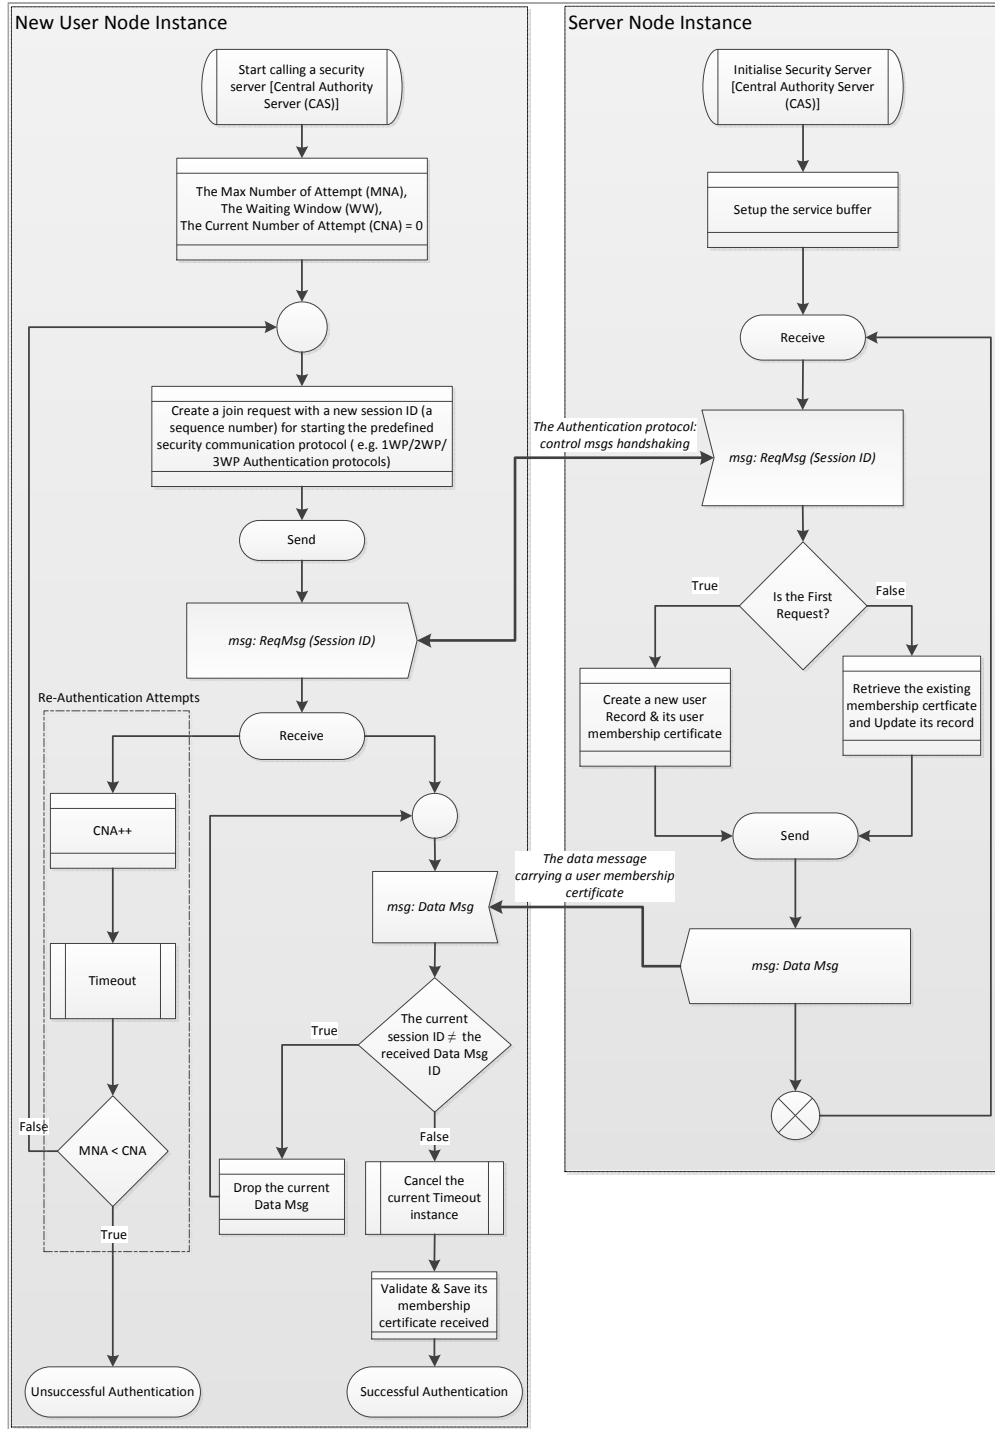 New User Node Instance
Start calling a security
server [Central Authority
Server (CAS)]
The Max Number of Attempt (MNA),
The Waiting Window (WW),
The Current Number of Attempt (CNA) = 0
Create a join request with a new session ID (a
sequence number) for starting the predefined
security communication protocol ( e.g. 1WP/2WP/
3WP Authentication protocols)
Send
msg: ReqMsg (Session ID)
Re-Authentication Attempts
Receive
CNA++
Timeout
MNA < CNA
False
True
Unsuccessful Authentication
msg: Data Msg
The current
session ID ≠ the
received Data Msg
ID
True
False
Drop the current
Data Msg
Cancel the
current Timeout
instance
Validate & Save its
membership
certificate received
Successful Authentication
The Authentication protocol:
control msgs handshaking
The data message
carrying a user membership
certificate
Server Node Instance
Initialise Security Server
[Central Authority Server
(CAS)]
Setup the service buffer
Receive
msg: ReqMsg (Session ID)
Is the First
Request?
True
False
Create a new user
Record & its user
membership certificate
Retrieve the existing
membership certficate
and Update its record
Send
msg: Data Msg